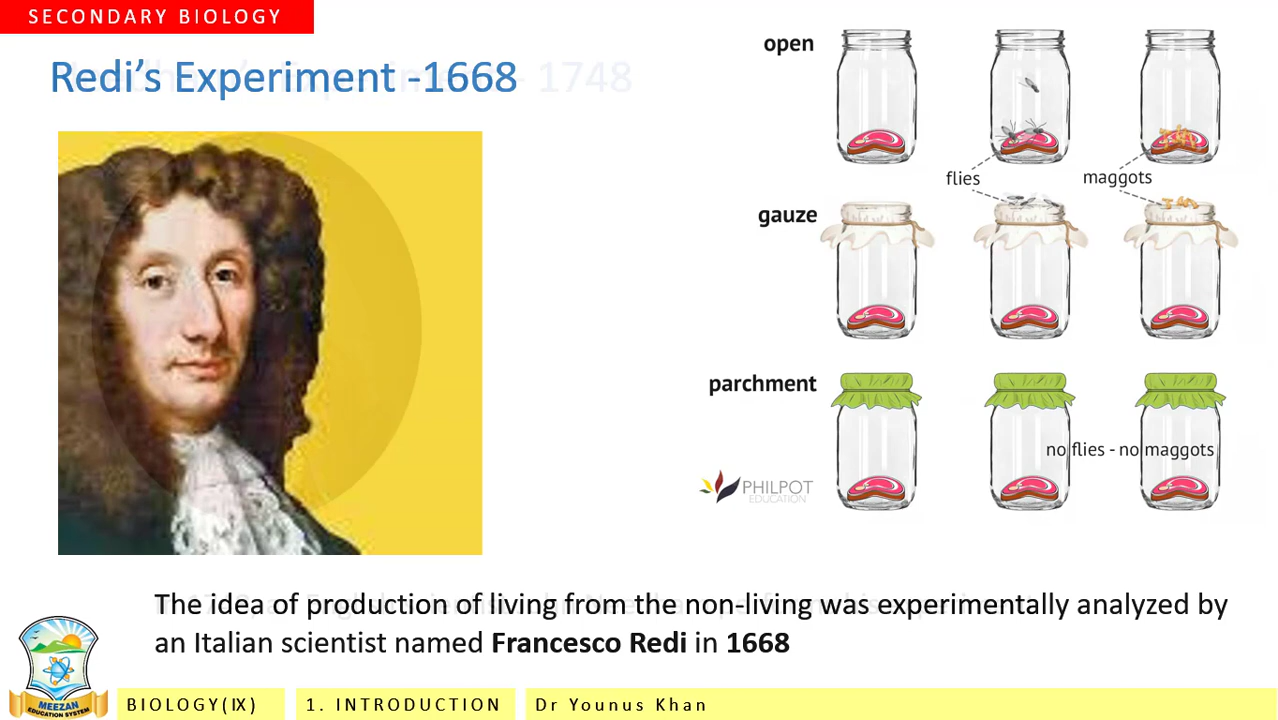 SECONDARY BIOLOGY
Redi’s Experiment -1668
- 1748
open
flies
maggots
gauze
parchment
no flies - no maggots
PHILPOT
EDUCATION
The idea of production of living from the non-living was experimentally analyzed by
an Italian scientist named Francesco Redi in 1668
MEEZAN
EDUCATION SYSTEM
BIOLOGY(IX)
1. INTRODUCTION
Dr Younus Khan